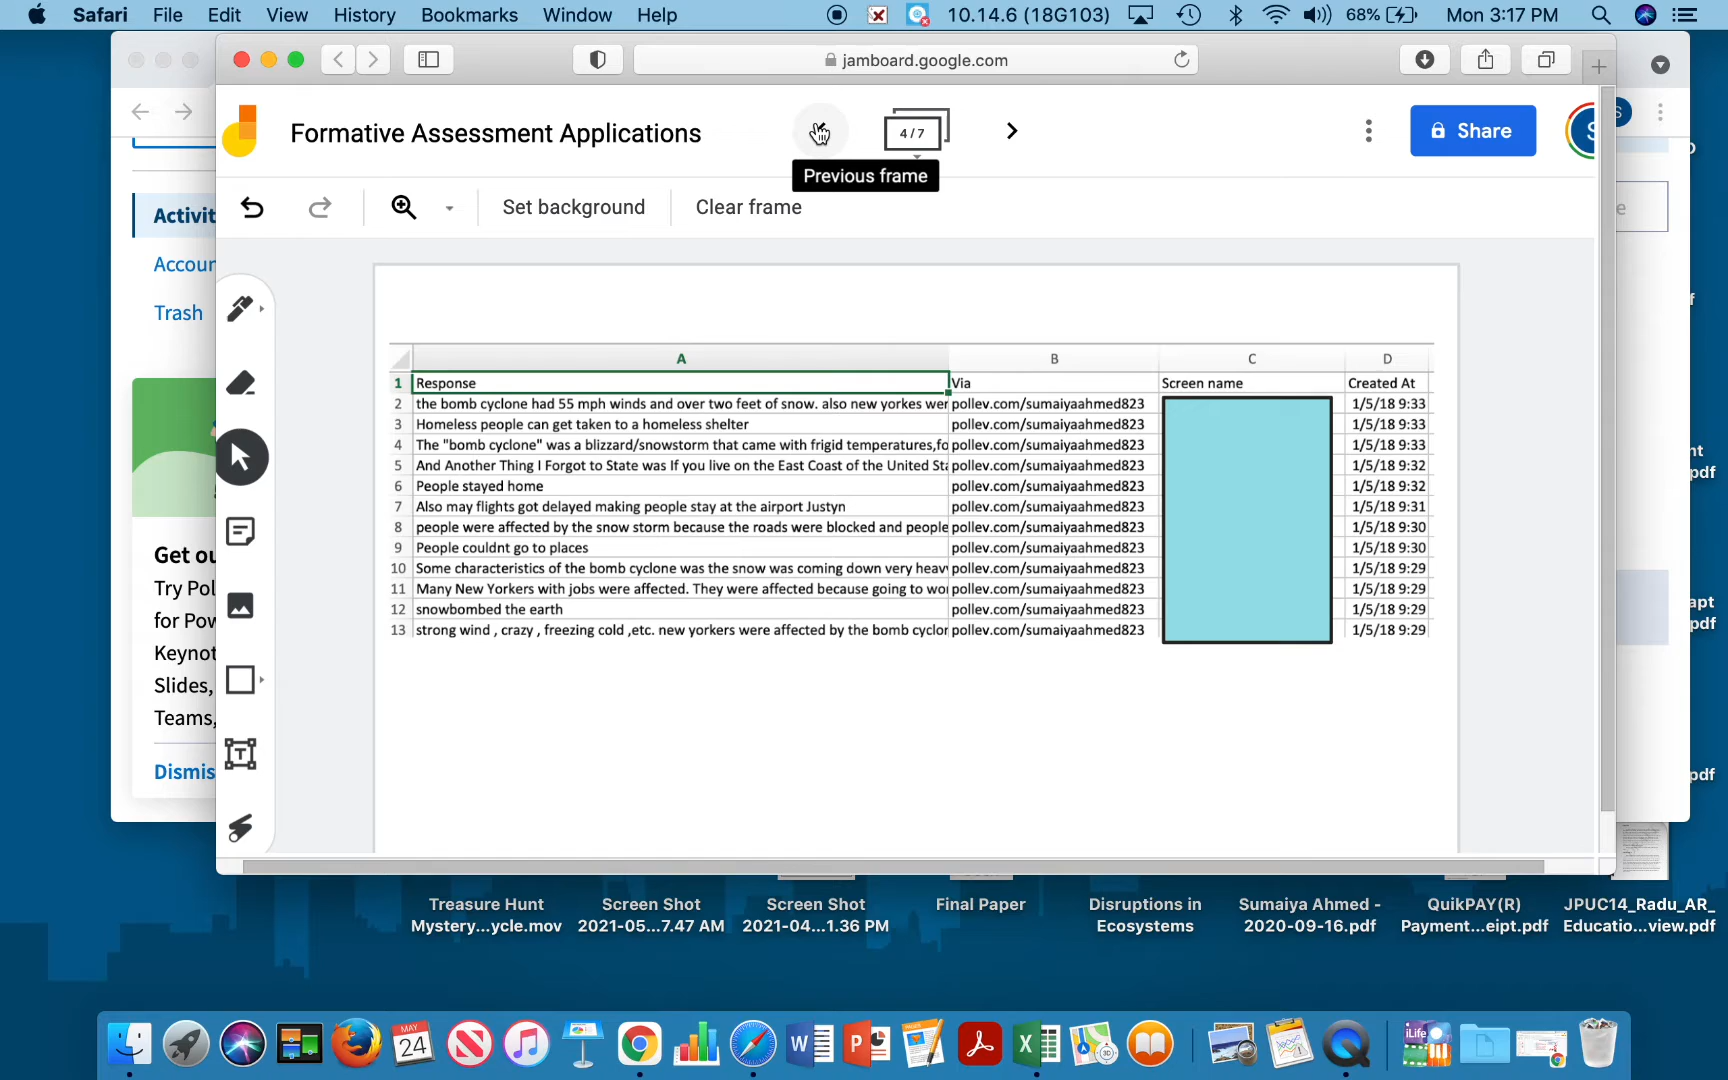 Safari File Edit View History Bookmarks Window Help 10.14.6 (18G103) 68% Mon 3:17 PM
jamboard.google.com
Formative Assessment Applications 4/7 Share
Previous frame
Set background Clear frame
Activit
Accour
Trash
Get ou
Try Pol
for Pow
Keynot
Slides,
Teams,
Dismis
A B C D
1 Response Via Screen name Created At
2 the bomb cyclone had 55 mph winds and over two feet of snow. also new yorkes wer pollev.com/sumaiyaahmed823 1/5/18 9:33
3 Homeless people can get taken to a homeless shelter pollev.com/sumaiyaahmed823 1/5/18 9:33
4 The "bomb cyclone" was a blizzard/snowstorm that came with frigid temperatures,fo pollev.com/sumaiyaahmed823 1/5/18 9:33
5 And Another Thing I Forgot to State was If you live on the East Coast of the United Sta pollev.com/sumaiyaahmed823 1/5/18 9:32
6 People stayed home pollev.com/sumaiyaahmed823 1/5/18 9:32
7 Also may flights got delayed making people stay at the airport Justyn pollev.com/sumaiyaahmed823 1/5/18 9:31
8 people were affected by the snow storm because the roads were blocked and people pollev.com/sumaiyaahmed823 1/5/18 9:30
9 People couldnt go to places pollev.com/sumaiyaahmed823 1/5/18 9:30
10 Some characteristics of the bomb cyclone was the snow was coming down very heav pollev.com/sumaiyaahmed823 1/5/18 9:29
11 Many New Yorkers with jobs were affected. They were affected because going to wo pollev.com/sumaiyaahmed823 1/5/18 9:29
12 snowbombed the earth pollev.com/sumaiyaahmed823 1/5/18 9:29
13 strong wind , crazy , freezing cold ,etc. new yorkers were affected by the bomb cyclor pollev.com/sumaiyaahmed823 1/5/18 9:29
pdf
pdf
pdf
Treasure Hunt
Mystery...ycle.mov
Screen Shot
2021-05...7.47 AM
Screen Shot
2021-04...1.36 PM
Final Paper
Disruptions in
Ecosystems
Sumaiya Ahmed -
2020-09-16.pdf
QuikPAY(R)
Payment...eipt.pdf
JPUC14_Radu_AR_
Educatio...view.pdf
MAY
24